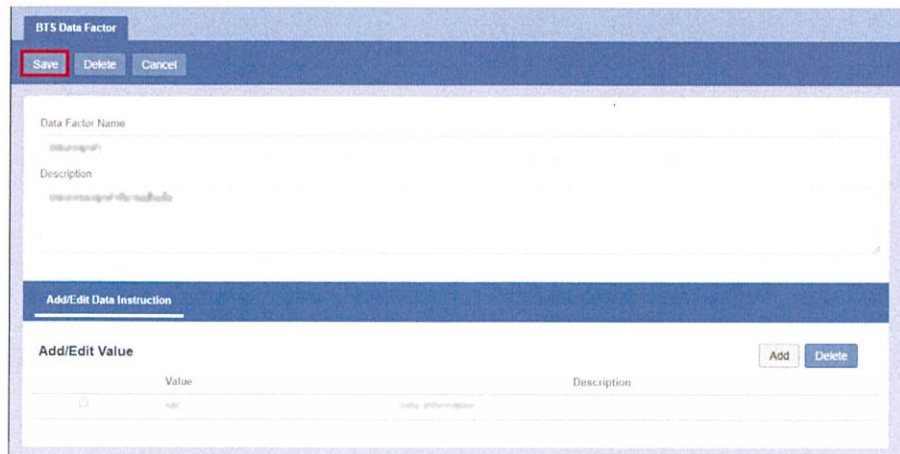 BTS Data Factor
Save Delete Cancel
Data Factor Name
Description
Add/Edit Data Instruction
Add/Edit Value
Add Delete
Value Description